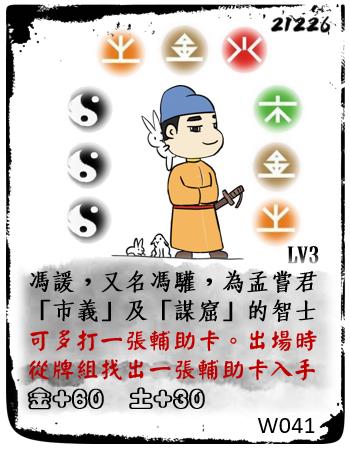 21226
土 金 火
木
金
土
LV3
馮諼，又名馮驩，為孟嘗君
「市義」及「謀窟」的智士
可多打一張輔助卡。出場時
從牌組找出一張輔助卡入手
金+60 土+30
W041